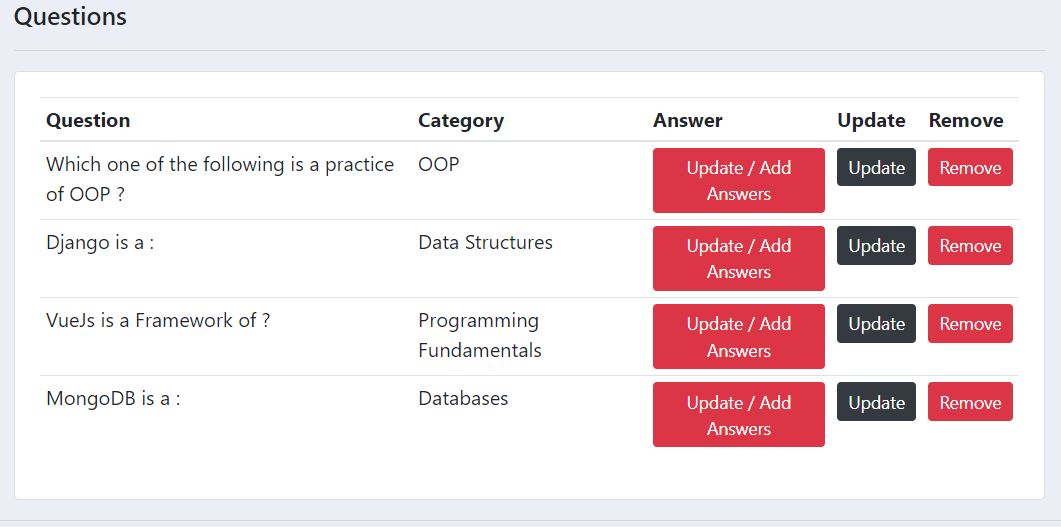 Questions
Question Category Answer Update Remove
Which one of the following is a practice OOP Update / Add Update Remove
of OOP ? Answers
Django is a : Data Structures Update / Add Update Remove
Answers
VueJs is a Framework of ? Programming Update / Add Update Remove
Fundamentals Answers
MongoDB is a : Databases Update / Add Update Remove
Answers